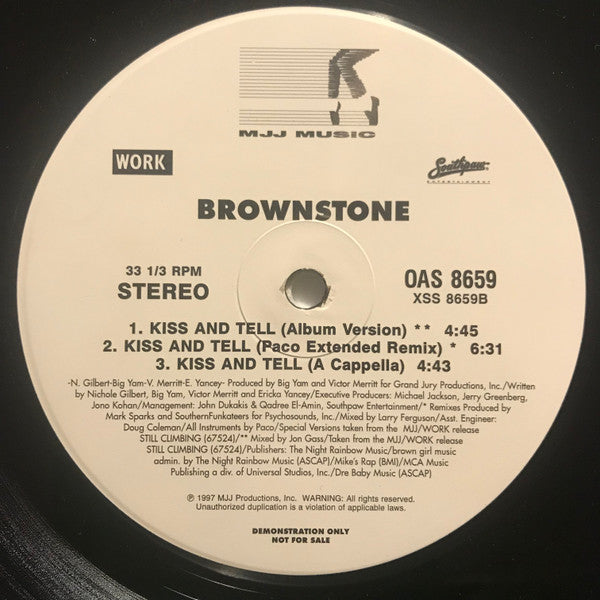 MJJ MUSIC
WORK
Southpaw
ENTERTAINMENT
BROWNSTONE
33 1/3 RPM
STEREO
OAS 8659
XSS 8659B
1. KISS AND TELL (Album Version) ** 4:45
2. KISS AND TELL (Paco Extended Remix) * 6:31
3. KISS AND TELL (A Cappella) 4:43
-N. Gilbert-Big Yam-V. Merritt-E. Yancey- Produced by Big Yam and Victor Merritt for Grand Jury Productions, Inc./Written
by Nichole Gilbert, Big Yam, Victor Merritt and Ericka Yancey/Executive Producers: Michael Jackson, Jerry Greenberg,
Jono Kohan/Management: John Dukakis & Qadree El-Amin, Southpaw Entertainment/* Remixes Produced by
Mark Sparks and SouthernFunkateers for Psychosounds, Inc./Mixed by Larry Ferguson/Asst. Engineer:
Doug Coleman/All Instruments by Paco/Special Versions taken from the MJJ/WORK release
STILL CLIMBING (67524)/** Mixed by Jon Gass/Taken from the MJJ/WORK release
STILL CLIMBING (67524)/Publishers: The Night Rainbow Music/brown girl music
admin. by The Night Rainbow Music (ASCAP)/Mike's Rap (BMI)/MCA Music
Publishing a div. of Universal Studios, Inc./Dre Baby Music (ASCAP)
℗ 1997 MJJ Productions, Inc. WARNING: All rights reserved.
Unauthorized duplication is a violation of applicable laws.
DEMONSTRATION ONLY
NOT FOR SALE